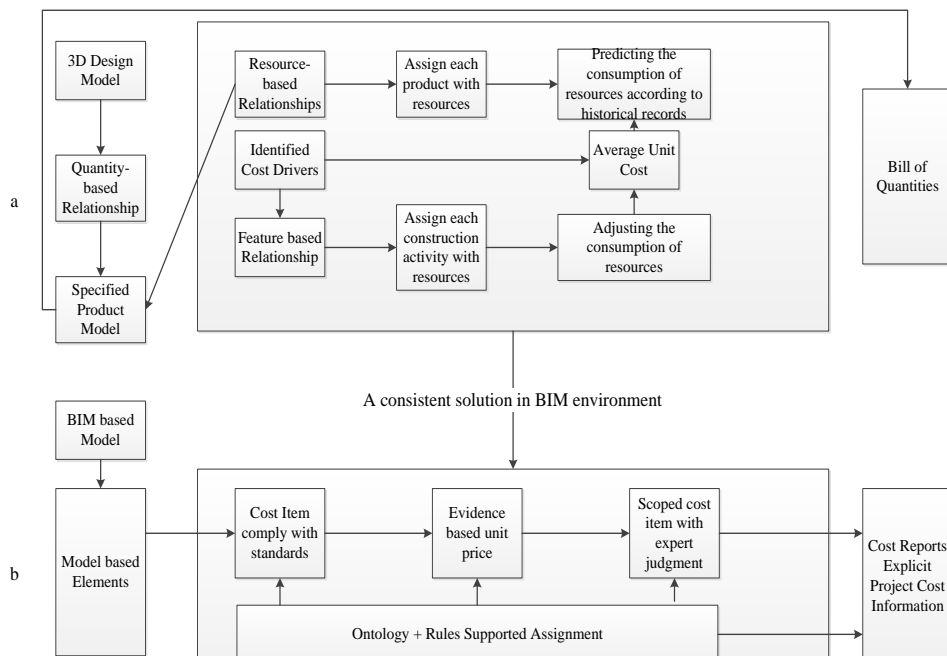 3D Design
Model
Resource-
based
Relationships
Assign each
product with
resources
Predicting the
consumption of
resources according to
historical records
Identified
Cost Drivers
Average Unit
Cost
Quantity-
based
Relationship
a
Bill of
Quantities
Feature based
Relationship
Assign each
construction
activity with
resources
Adjusting the
consumption of
resources
Specified
Product
Model
A consistent solution in BIM environment
BIM based
Model
Cost Item
comply with
standards
Evidence
based unit
price
Scoped cost
item with
expert
judgment
Model based
Elements
b
Cost Reports
Explicit
Project Cost
Information
Ontology + Rules Supported Assignment